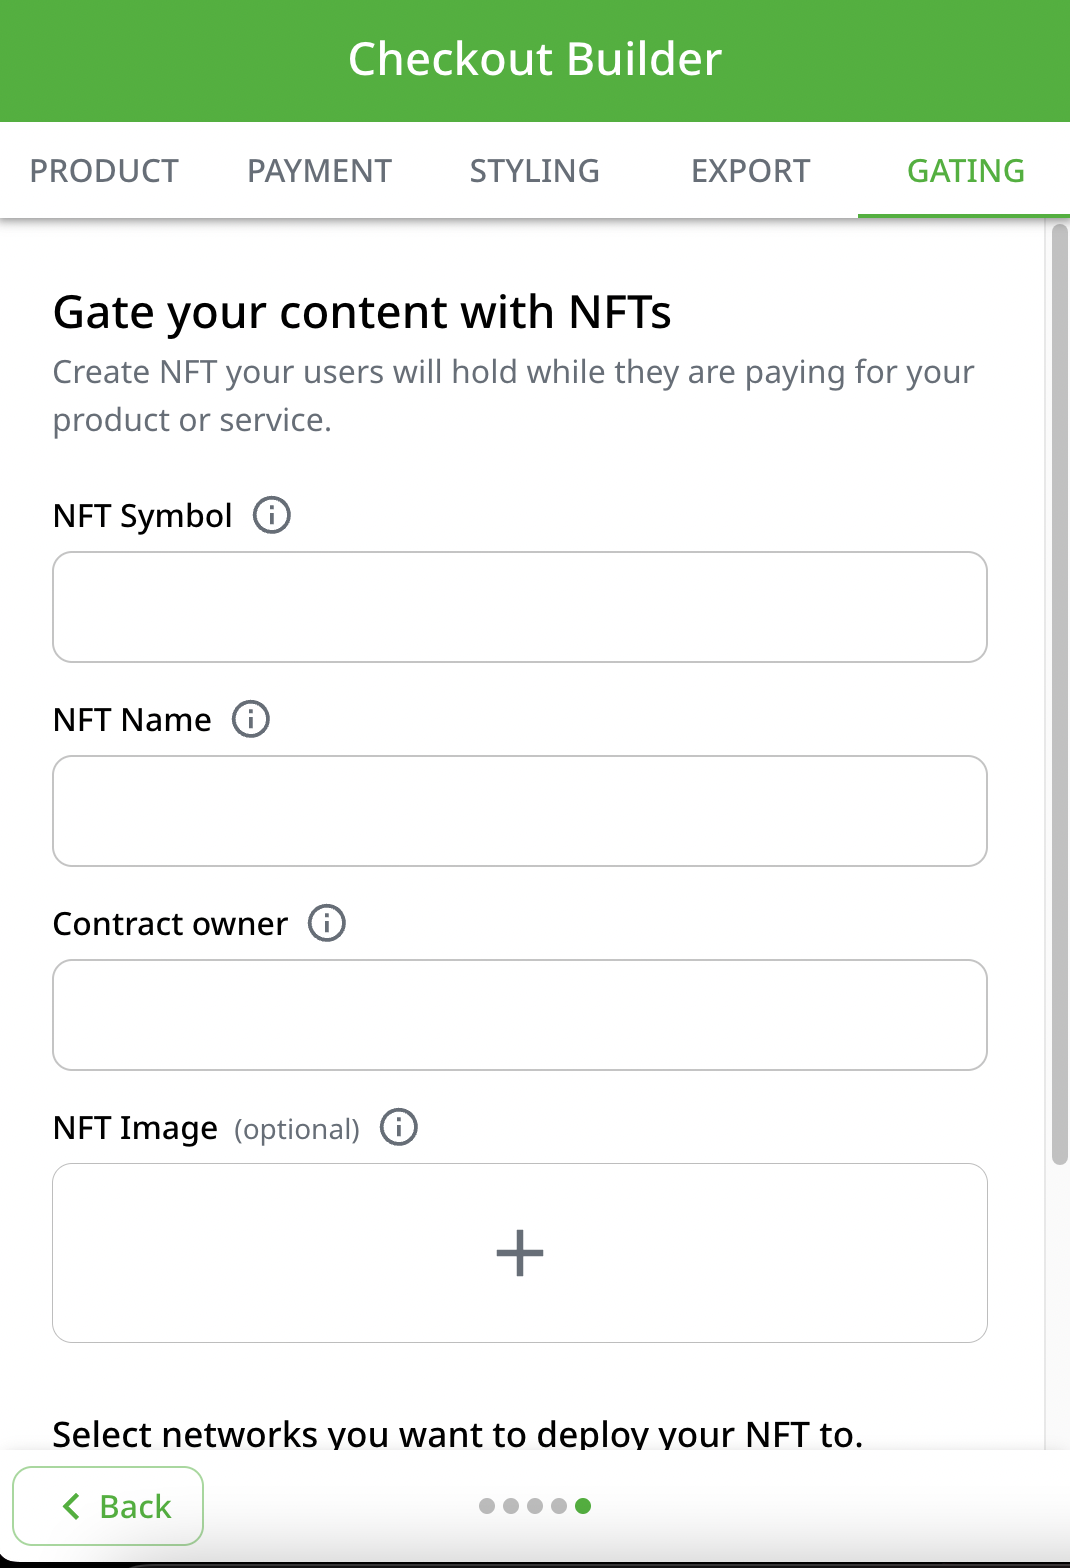 Checkout Builder
PRODUCT PAYMENT STYLING EXPORT GATING
Gate your content with NFTs
Create NFT your users will hold while they are paying for your
product or service.
NFT Symbol
NFT Name
Contract owner
NFT Image (optional)
Select networks you want to deploy your NFT to.
Back